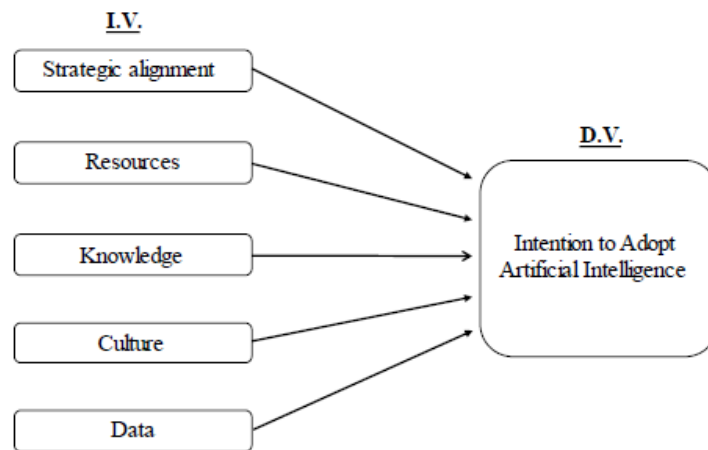 I.V.
Strategic alignment
Resources
Knowledge
Culture
Data
D.V.
Intention to Adopt
Artificial Intelligence